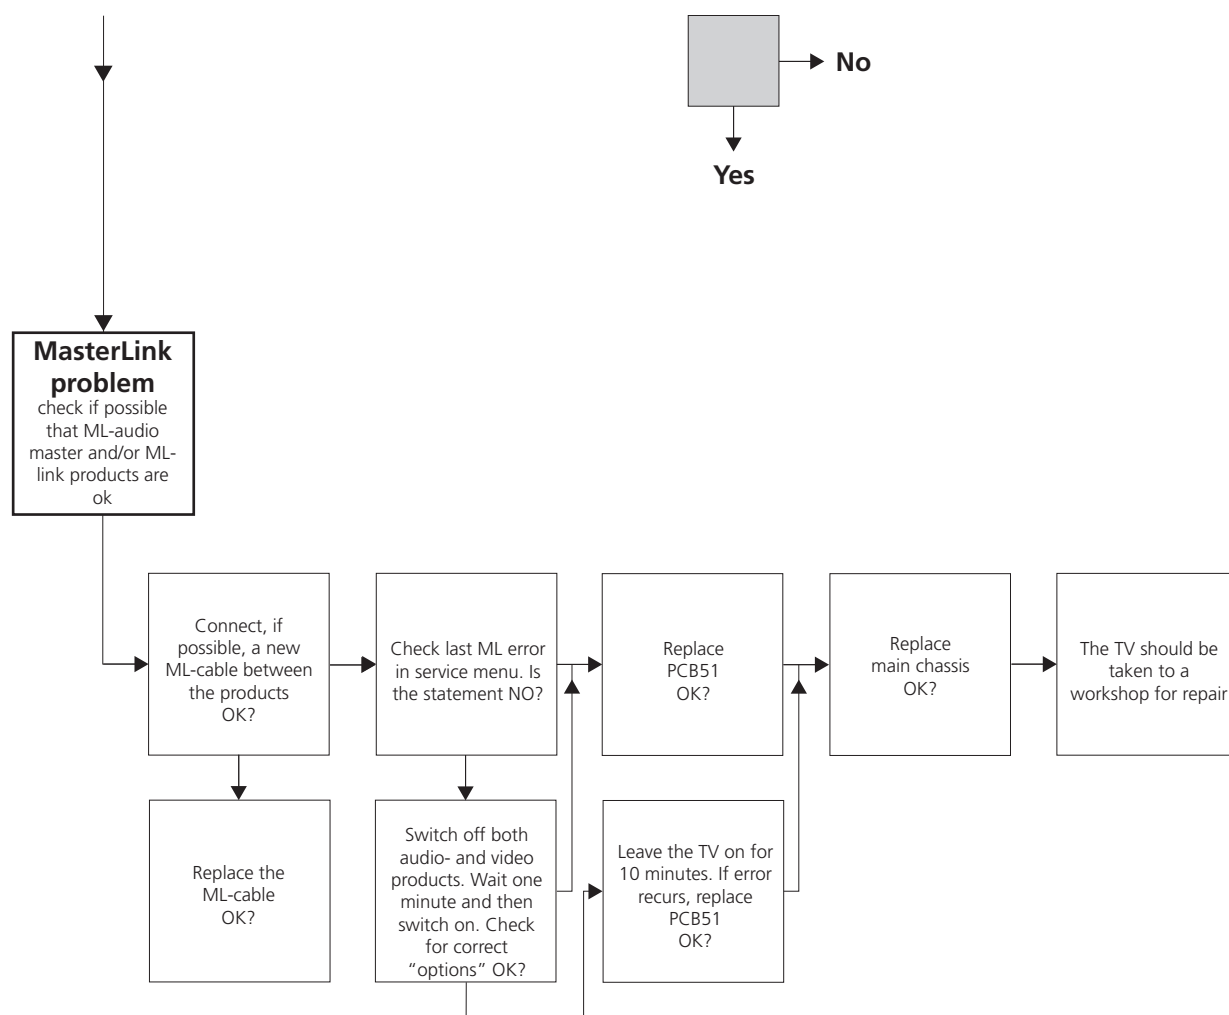 No
Yes
MasterLink
problem
check if possible
that ML-audio
master and/or ML-
link products are
ok
Connect, if
possible, a new
ML-cable between
the products
OK?
Check last ML error
in service menu. Is
the statement NO?
Replace
PCB51
OK?
Replace
main chassis
OK?
The TV should be
taken to a
workshop for repair
Replace the
ML-cable
OK?
Switch off both
audio- and video
products. Wait one
minute and then
switch on. Check
for correct
“options” OK?
Leave the TV on for
10 minutes. If error
recurs, replace
PCB51
OK?